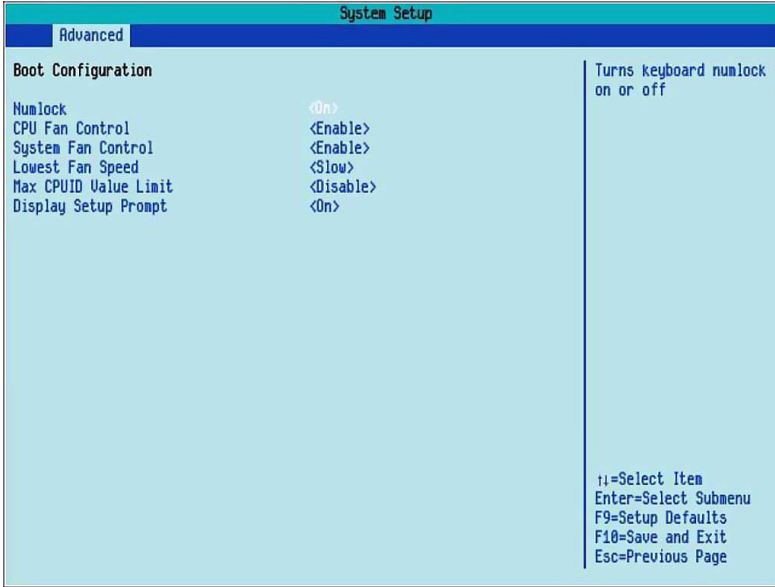 System Setup
Advanced
Boot Configuration
Numlock <On>
CPU Fan Control <Enable>
System Fan Control <Enable>
Lowest Fan Speed <Slow>
Max CPUID Value Limit <Disable>
Display Setup Prompt <On>
Turns keyboard numlock
on or off
↑↓=Select Item
Enter=Select Submenu
F9=Setup Defaults
F10=Save and Exit
Esc=Previous Page